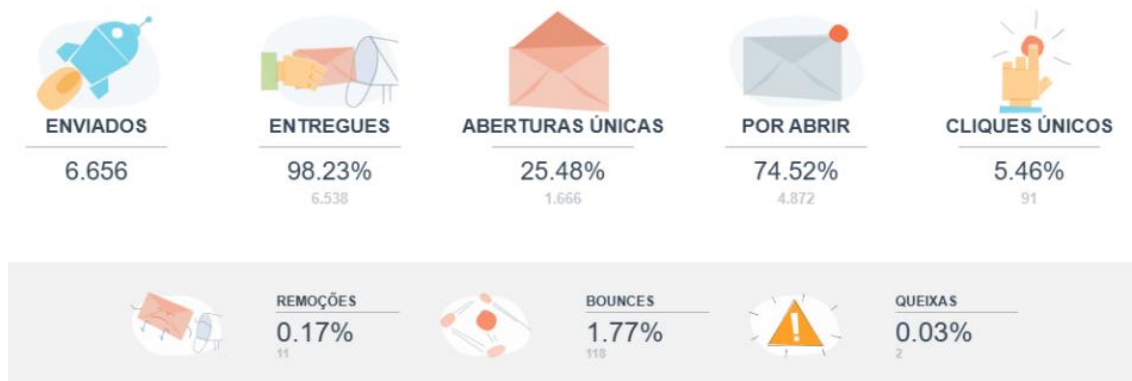 ENVIADOS
6.656
ENTREGUES
98.23%
6.538
ABERTURAS ÚNICAS
25.48%
1.666
POR ABRIR
74.52%
4.872
CLIQUES ÚNICOS
5.46%
91
REMOÇÕES
0.17%
11
BOUNCES
1.77%
118
QUEIXAS
0.03%
2